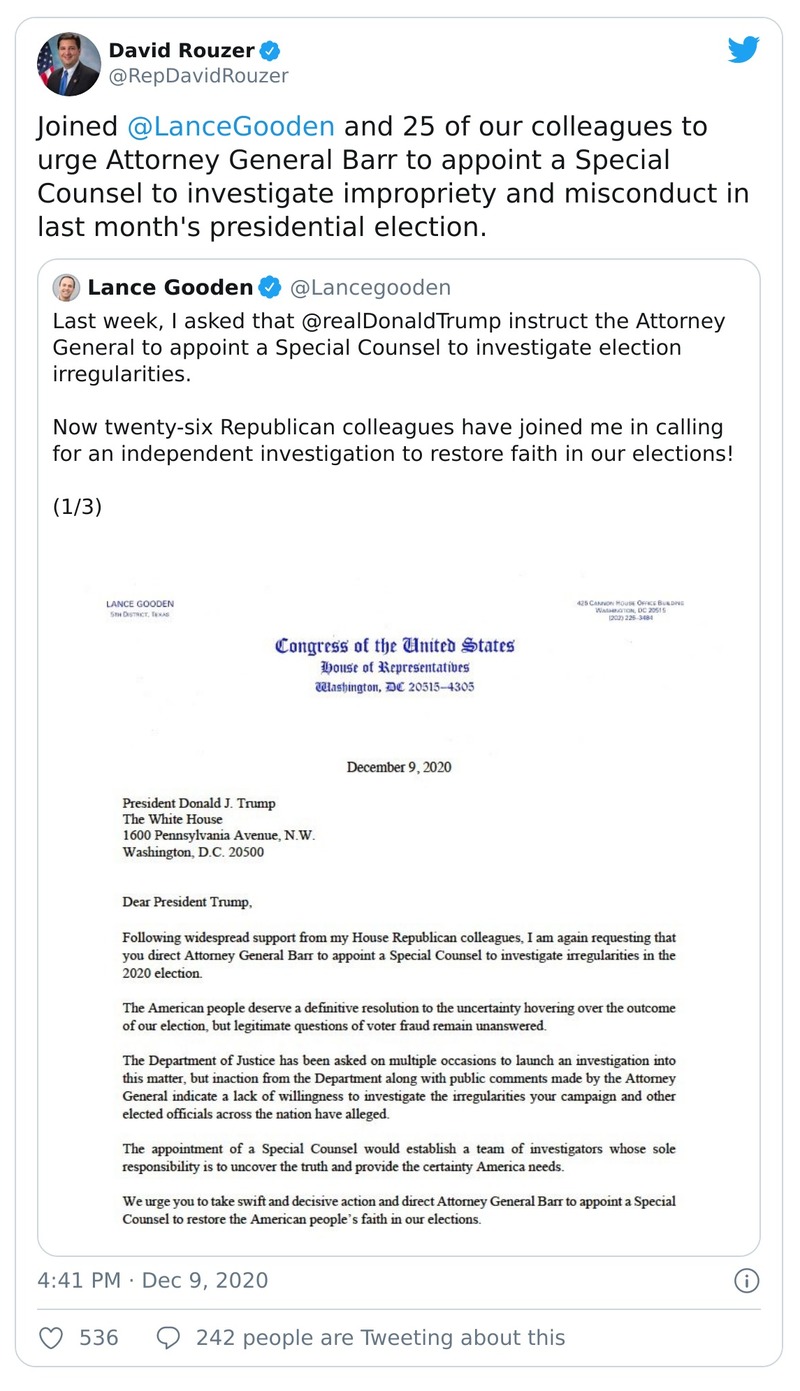 David Rouzer
@RepDavidRouzer
Joined @LanceGooden and 25 of our colleagues to
urge Attorney General Barr to appoint a Special
Counsel to investigate impropriety and misconduct in
last month's presidential election.
Lance Gooden @Lancegooden
Last week, I asked that @realDonaldTrump instruct the Attorney
General to appoint a Special Counsel to investigate election
irregularities.
Now twenty-six Republican colleagues have joined me in calling
for an independent investigation to restore faith in our elections!
(1/3)
LANCE GOODEN
5TH DISTRICT, TEXAS
425 CANNON HOUSE OFFICE BUILDING
WASHINGTON, DC 20515
(202) 225-3484
Congress of the United States
House of Representatives
Washington, DC 20515–4305
December 9, 2020
President Donald J. Trump
The White House
1600 Pennsylvania Avenue, N.W.
Washington, D.C. 20500
Dear President Trump,
Following widespread support from my House Republican colleagues, I am again requesting that
you direct Attorney General Barr to appoint a Special Counsel to investigate irregularities in the
2020 election.
The American people deserve a definitive resolution to the uncertainty hovering over the outcome
of our election, but legitimate questions of voter fraud remain unanswered.
The Department of Justice has been asked on multiple occasions to launch an investigation into
this matter, but inaction from the Department along with public comments made by the Attorney
General indicate a lack of willingness to investigate the irregularities your campaign and other
elected officials across the nation have alleged.
The appointment of a Special Counsel would establish a team of investigators whose sole
responsibility is to uncover the truth and provide the certainty America needs.
We urge you to take swift and decisive action and direct Attorney General Barr to appoint a Special
Counsel to restore the American people's faith in our elections.
4:41 PM · Dec 9, 2020
536 242 people are Tweeting about this